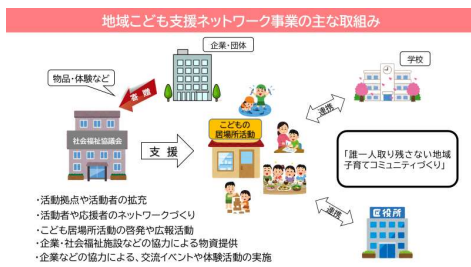 地域こども支援ネットワーク事業の主な取組み
企業・団体
学校
物品・体験など
寄贈
連携
社会福祉協議会
こどもの
居場所活動
支 援
「誰一人取り残さない地域
子育てコミュニティづくり」
・活動拠点や活動者の拡充
・活動者や応援者のネットワークづくり
・こども居場所活動の啓発や広報活動
・企業・社会福祉施設などの協力による物資提供
・企業などの協力による、交流イベントや体験活動の実施
連携
区役所